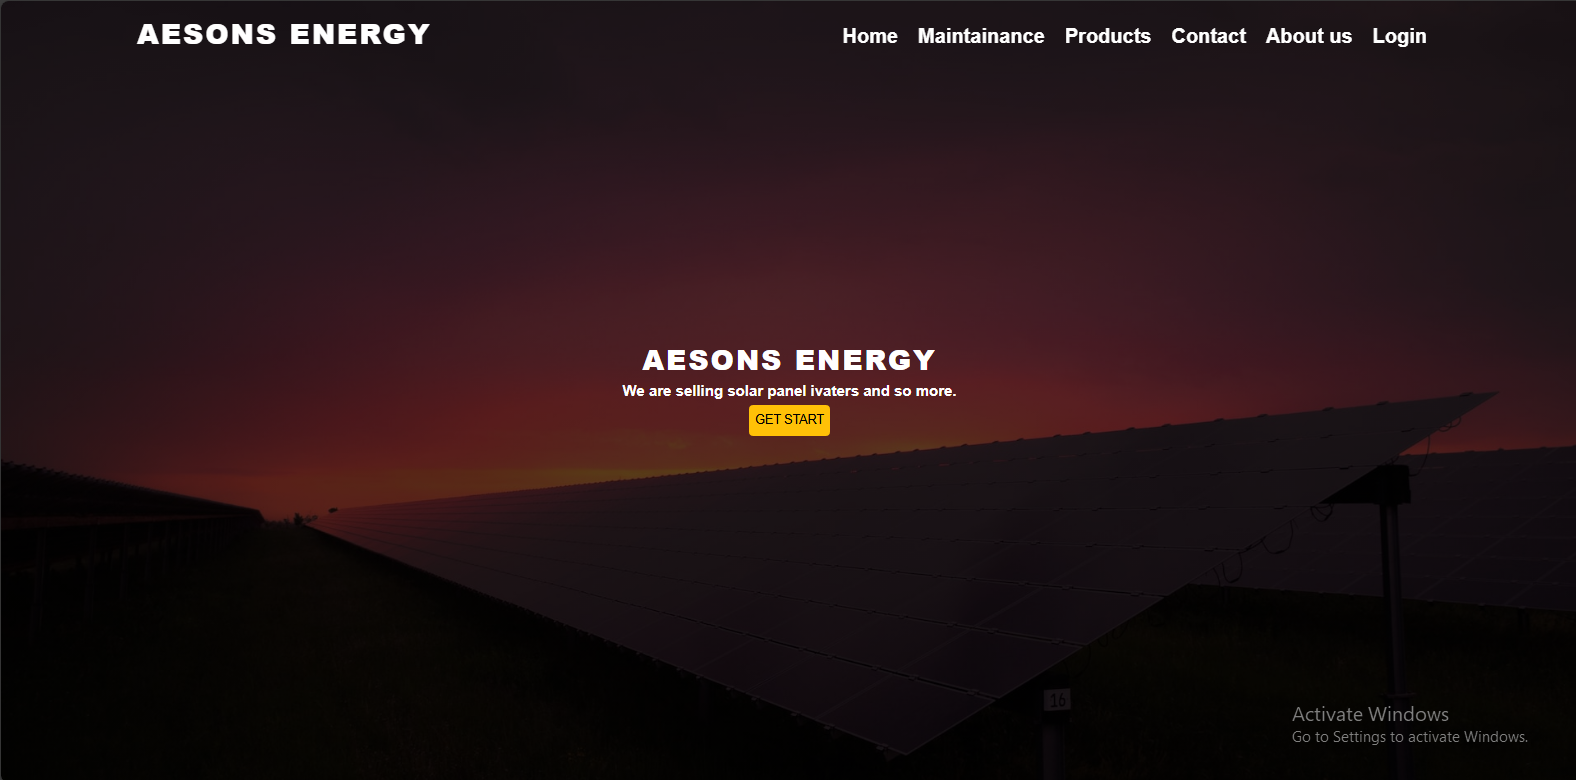 AESONS ENERGY
Home Maintainance Products Contact About us Login
AESONS ENERGY
We are selling solar panel ivaters and so more.
GET START
16
Activate Windows
Go to Settings to activate Windows.